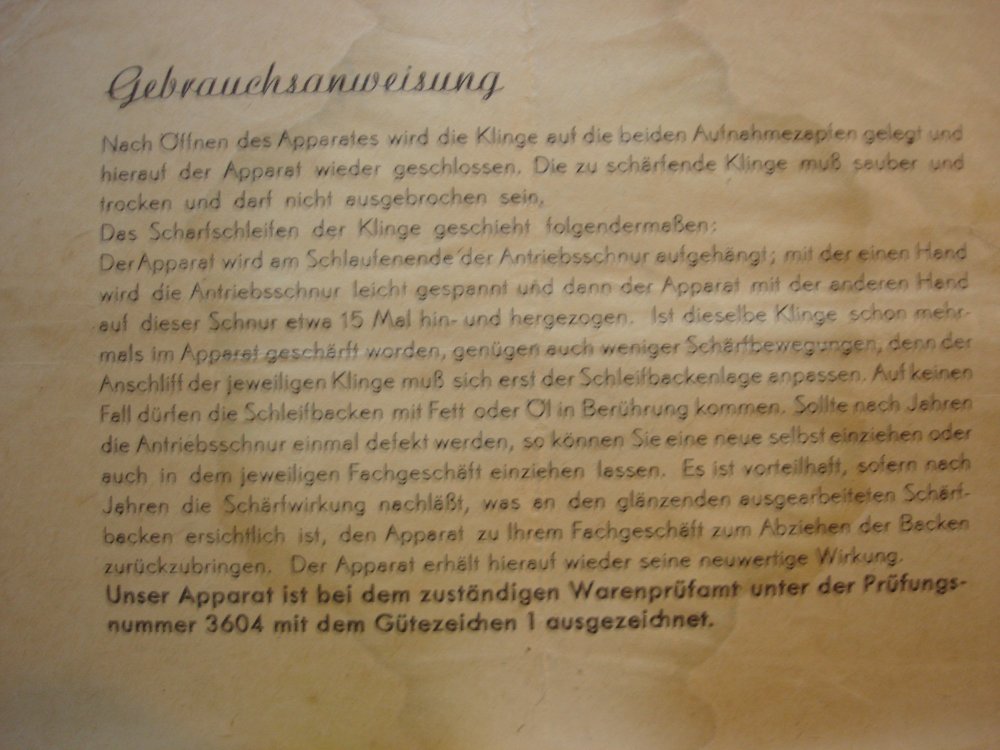 Gebrauchsanweisung
Nach Öffnen des Apparates wird die Klinge auf die beiden Aufnahmezapfen gelegt und
hierauf der Apparat wieder geschlossen. Die zu schärfende Klinge muß sauber und
trocken und darf nicht ausgebrochen sein,
Das Scharfschleifen der Klinge geschieht folgendermaßen:
Der Apparat wird am Schlaufenende der Antriebsschnur aufgehängt; mit der einen Hand
wird die Antriebsschnur leicht gespannt und dann der Apparat mit der anderen Hand
auf dieser Schnur etwa 15 Mal hin- und hergezogen. Ist dieselbe Klinge schon mehr-
mals im Apparat geschärft worden, genügen auch weniger Schärfbewegungen, denn der
Anschliff der jeweiligen Klinge muß sich erst der Schleifbackenlage anpassen. Auf keinen
Fall dürfen die Schleifbacken mit Fett oder Öl in Berührung kommen. Sollte nach Jahren
die Antriebsschnur einmal defekt werden, so können Sie eine neue selbst einziehen oder
auch in dem jeweiligen Fachgeschäft einziehen lassen. Es ist vorteilhaft, sofern nach
Jahren die Schärfwirkung nachläßt, was an den glänzenden ausgearbeiteten Schärf-
backen ersichtlich ist, den Apparat zu Ihrem Fachgeschäft zum Abziehen der Backen
zurückzubringen. Der Apparat erhält hierauf wieder seine neuwertige Wirkung.
Unser Apparat ist bei dem zuständigen Warenprüfamt unter der Prüfungs-
nummer 3604 mit dem Gütezeichen 1 ausgezeichnet.